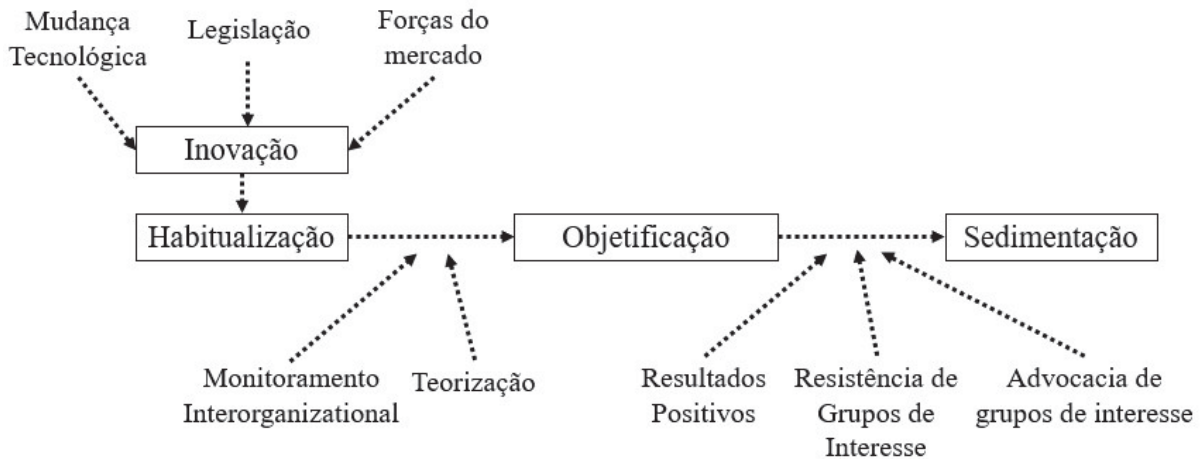 Mudança
Tecnológica
Legislação
Forças do
mercado
Inovação
Habitualização
Objetificação
Sedimentação
Monitoramento
Interorganizational
Teorização
Resultados
Positivos
Resistência de
Grupos de
Interesse
Advocacia de
grupos de interesse